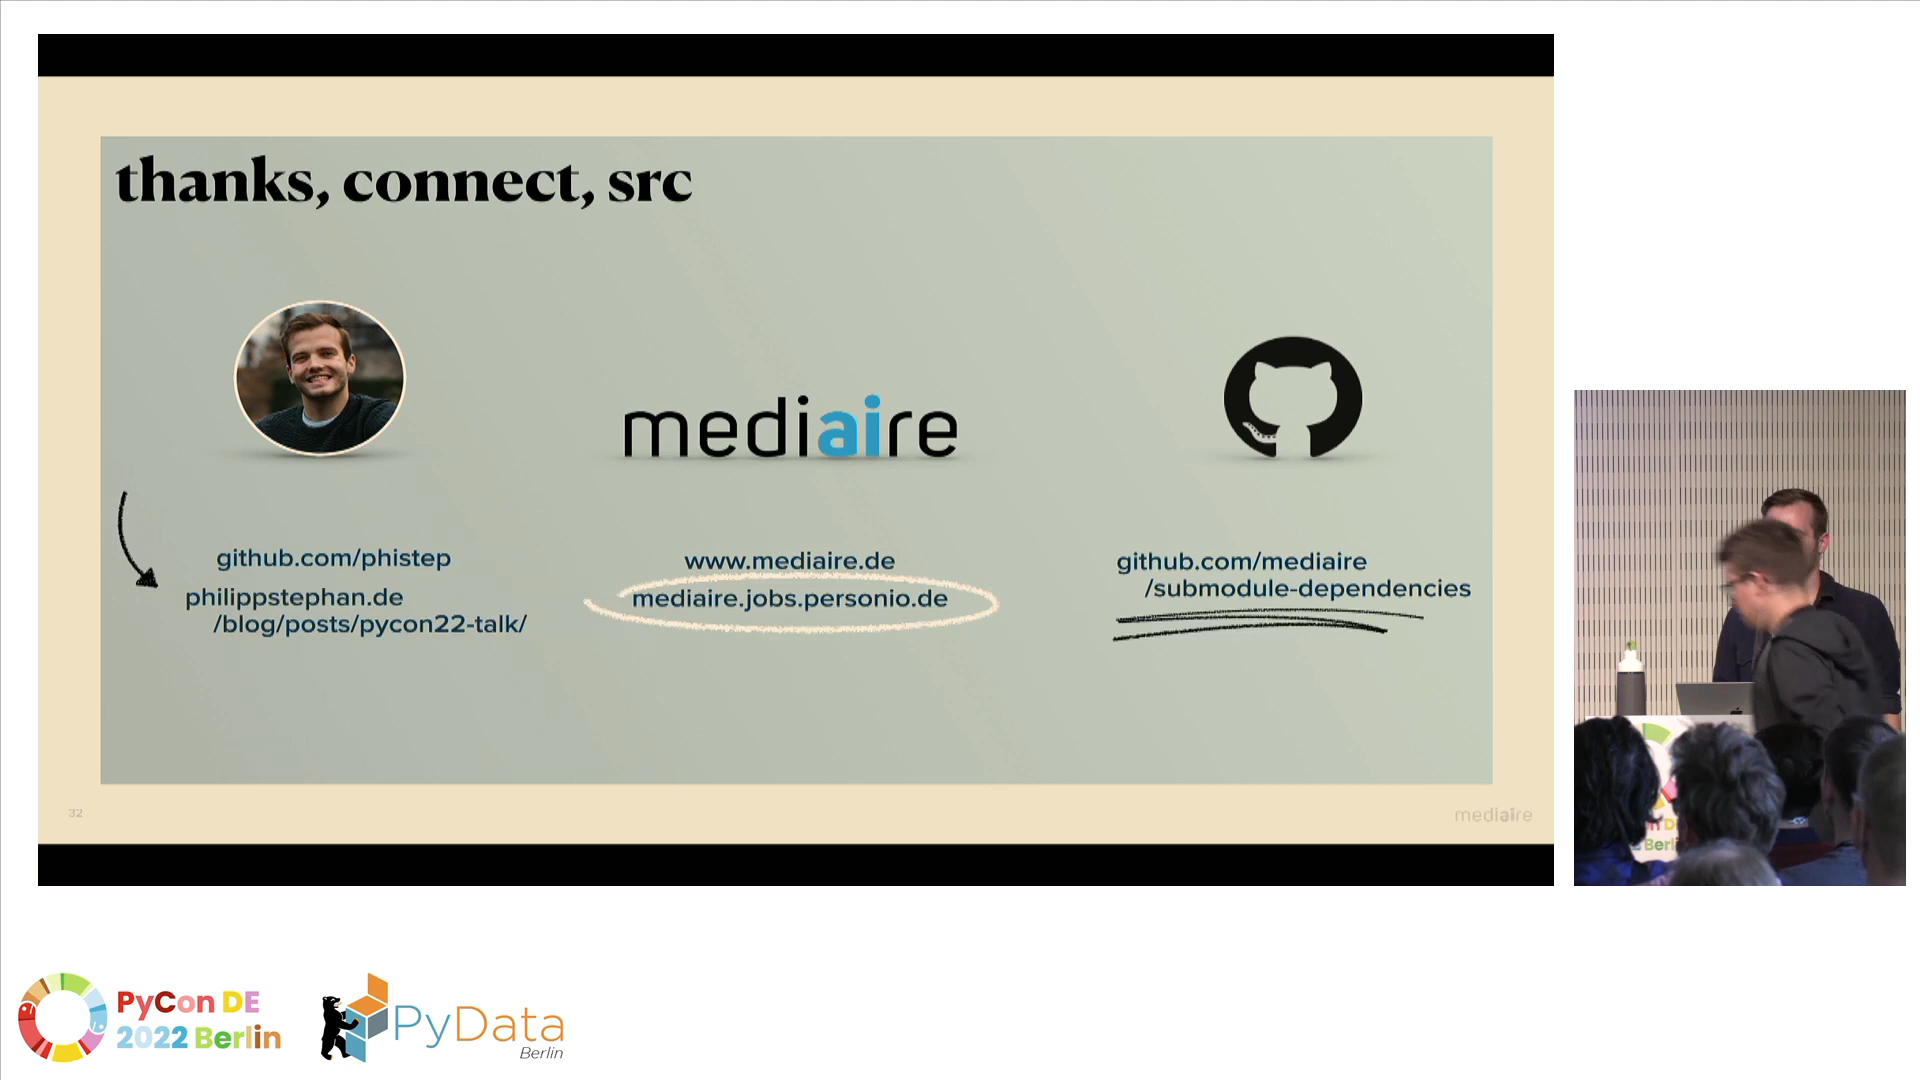 thanks, connect, src
mediaire
github.com/phistep
philippstephan.de
/blog/posts/pycon22-talk/
www.mediaire.de
mediaire.jobs.personio.de
github.com/mediaire
/submodule-dependencies
32
mediaire
Berli
PyCon DE
2022 Berlin
PyData
Berlin